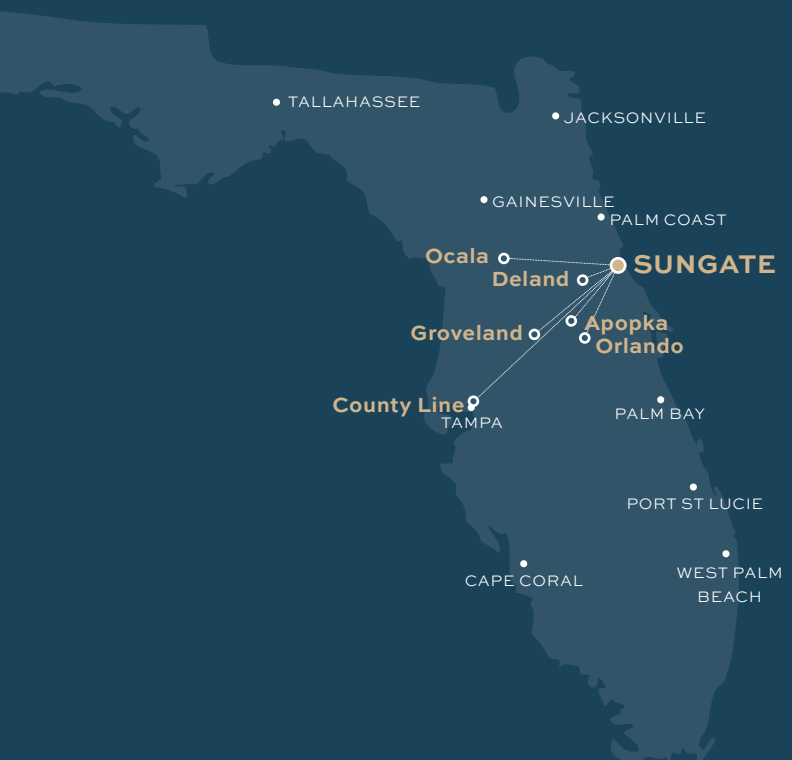 TALLAHASSEE
JACKSONVILLE
GAINESVILLE
PALM COAST
Ocala
SUNGATE
Deland
Apopka
Groveland
Orlando
County Line
TAMPA
PALM BAY
PORT ST LUCIE
CAPE CORAL
WEST PALM
BEACH